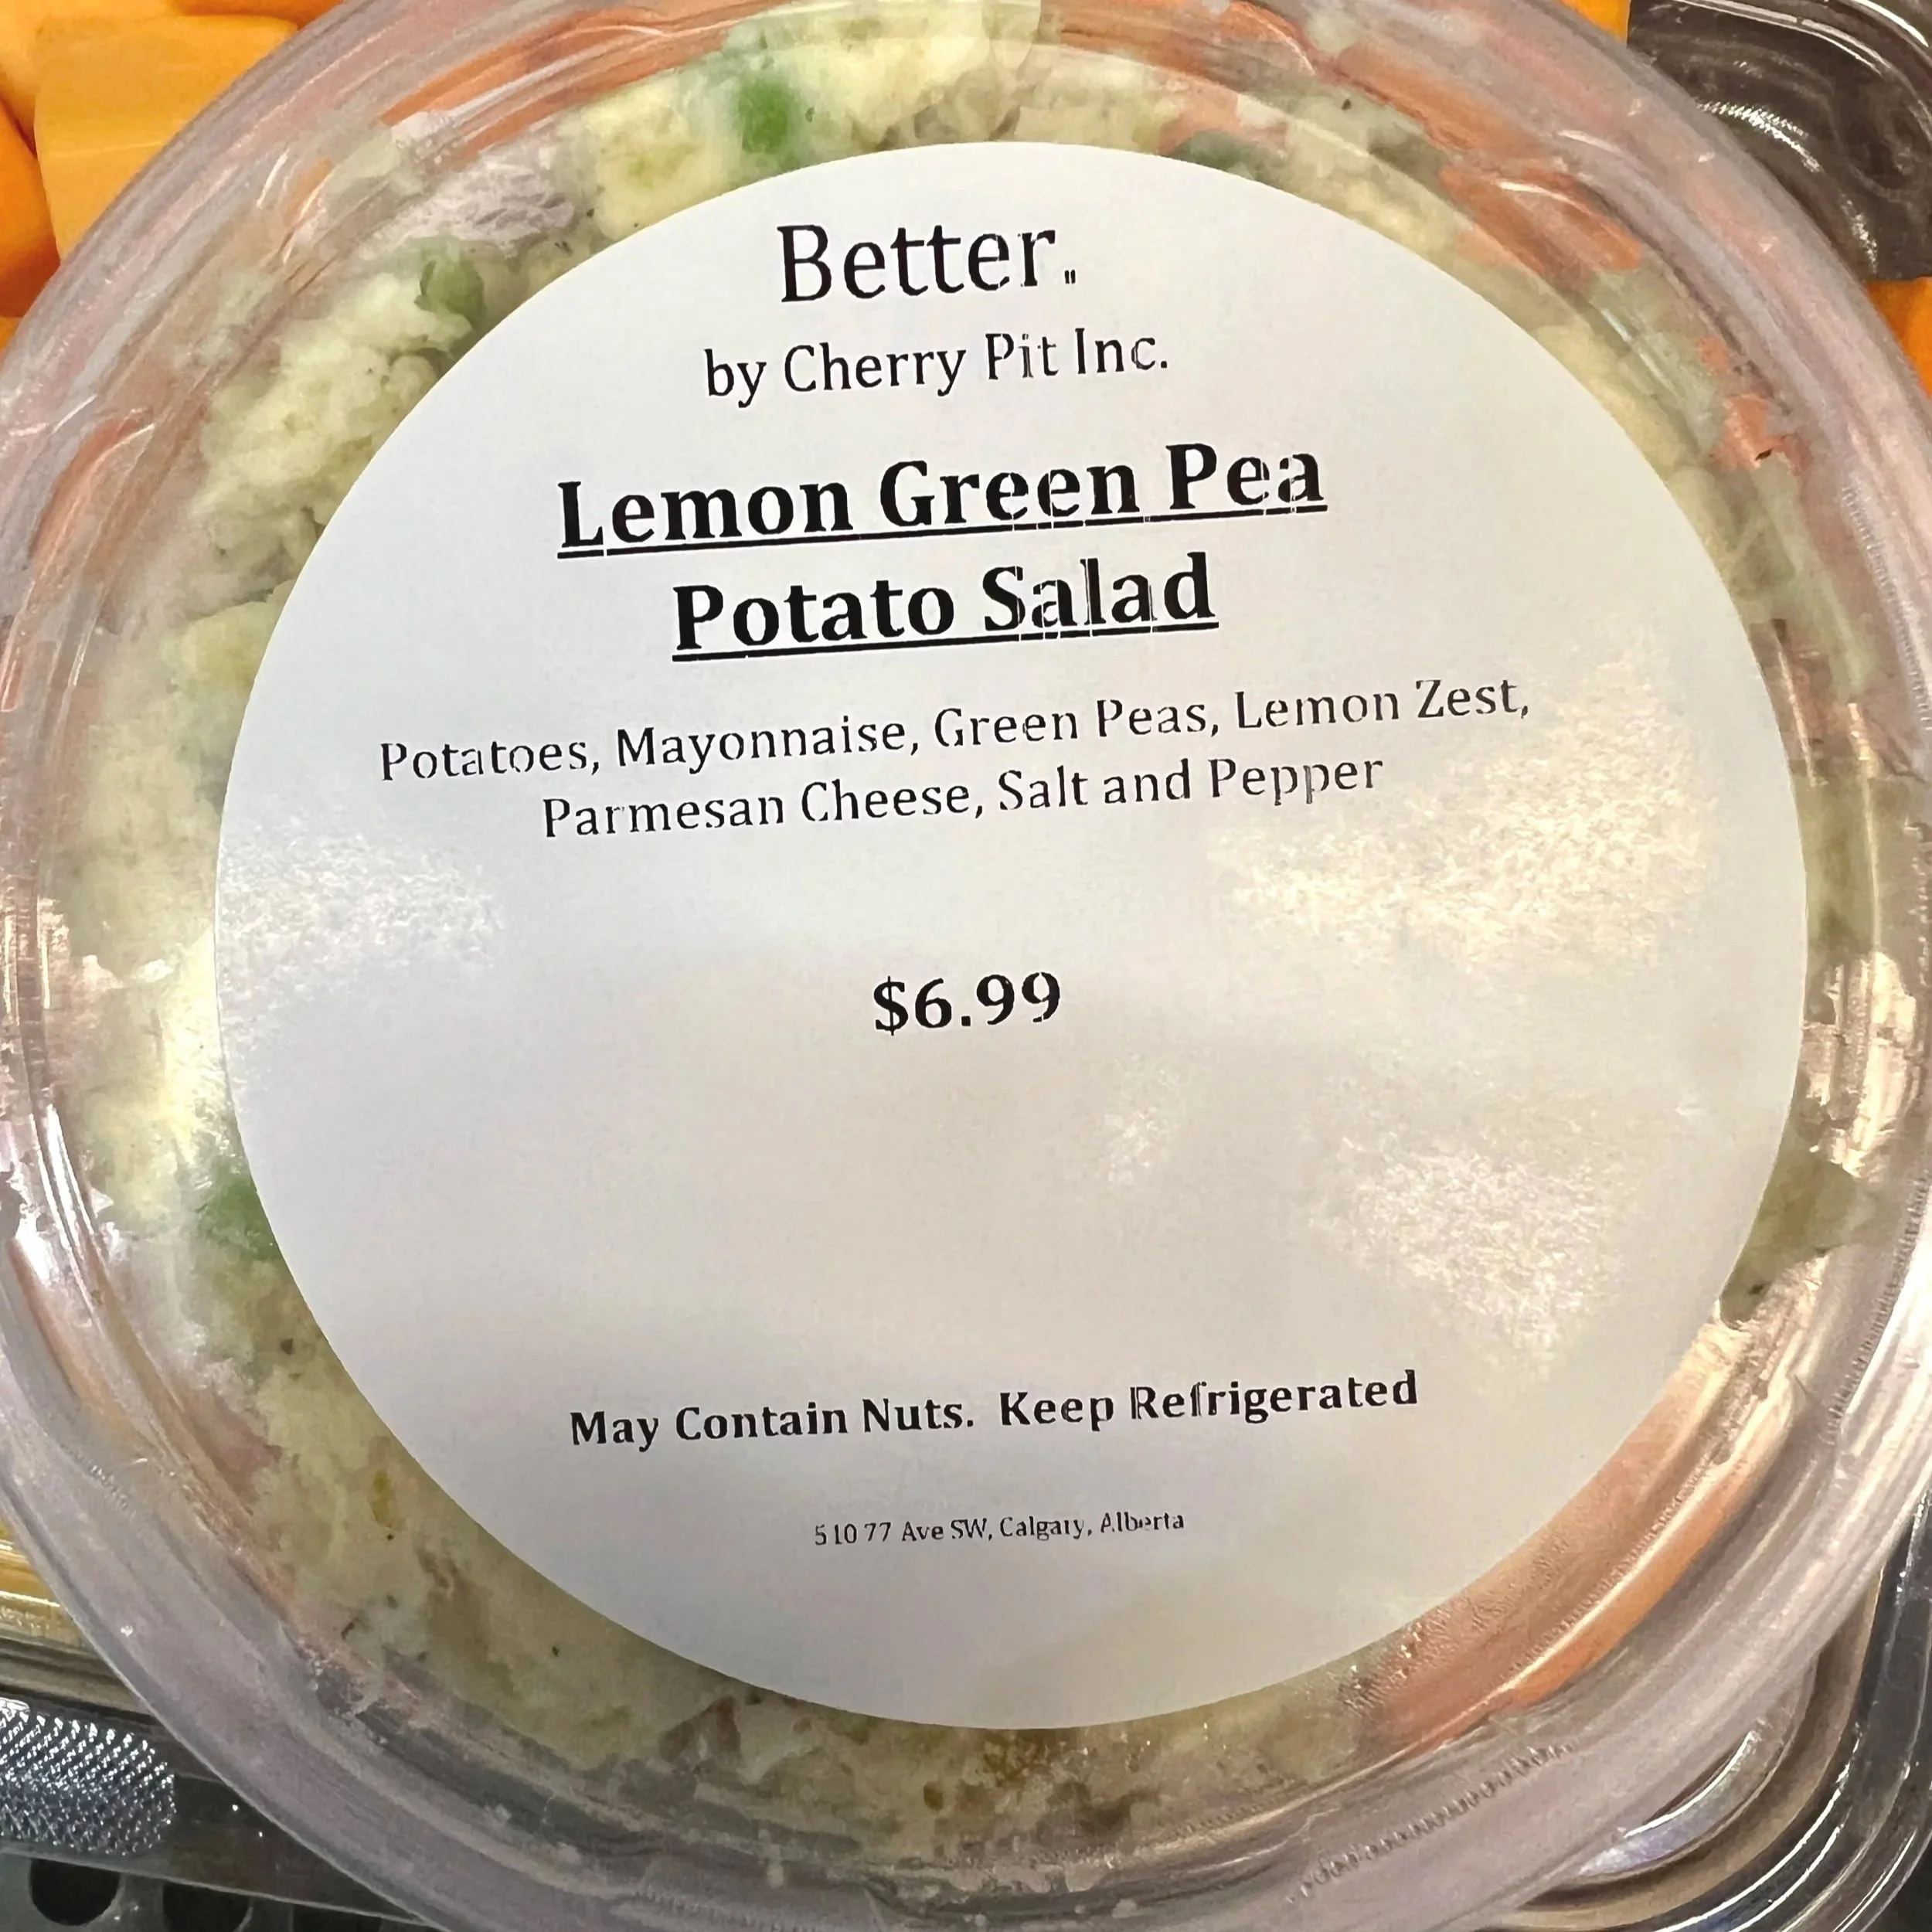 Better.
by Cherry Pit Inc.
Lemon Green Pea
Potato Salad
Potatoes, Mayonnaise, Green Peas, Lemon Zest,
Parmesan Cheese, Salt and Pepper
$6.99
May Contain Nuts. Keep Refrigerated
510 77 Ave SW, Calgary, Alberta